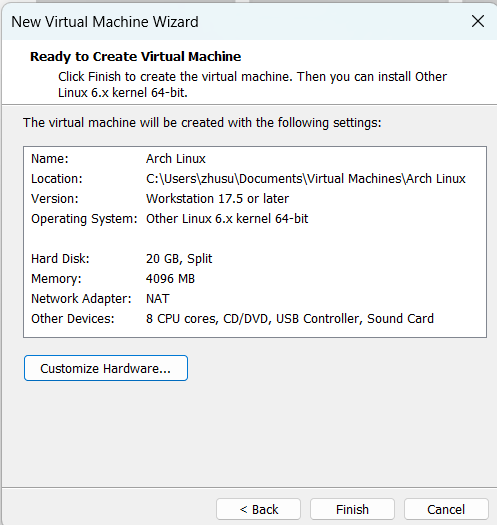 New Virtual Machine Wizard
Ready to Create Virtual Machine
Click Finish to create the virtual machine. Then you can install Other
Linux 6.x kernel 64-bit.
The virtual machine will be created with the following settings:
Name: Arch Linux
Location: C:\Users\zhusu\Documents\Virtual Machines\Arch Linux
Version: Workstation 17.5 or later
Operating System: Other Linux 6.x kernel 64-bit
Hard Disk: 20 GB, Split
Memory: 4096 MB
Network Adapter: NAT
Other Devices: 8 CPU cores, CD/DVD, USB Controller, Sound Card
Customize Hardware...
< Back Finish Cancel